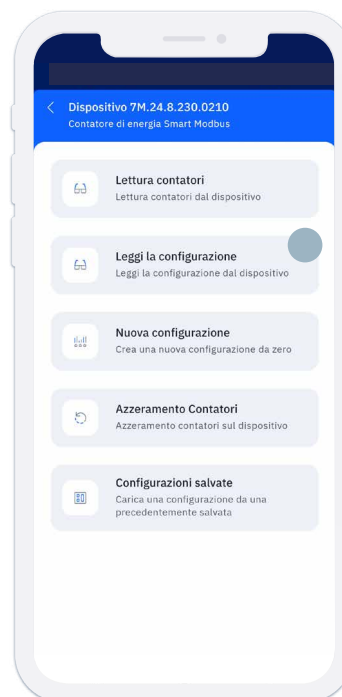 Dispositivo 7M.24.8.230.0210
Contatore di energia Smart Modbus
Lettura contatori
Lettura contatori dal dispositivo
Leggi la configurazione
Leggi la configurazione dal dispositivo
Nuova configurazione
Crea una nuova configurazione da zero
Azzeramento Contatori
Azzeramento contatori sul dispositivo
Configurazioni salvate
Carica una configurazione da una
precedentemente salvata